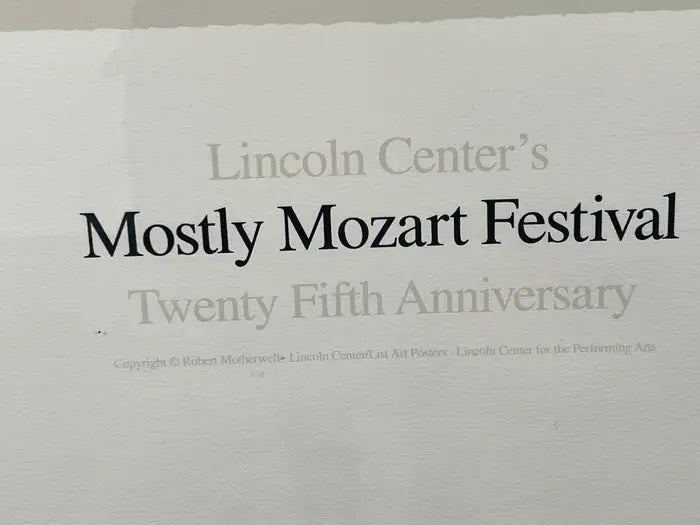 Lincoln Center's
Mostly Mozart Festival
Twenty Fifth Anniversary
Copyright © Robert Motherwell• Lincoln Center/List Art Posters · Lincoln Center for the Performing Arts